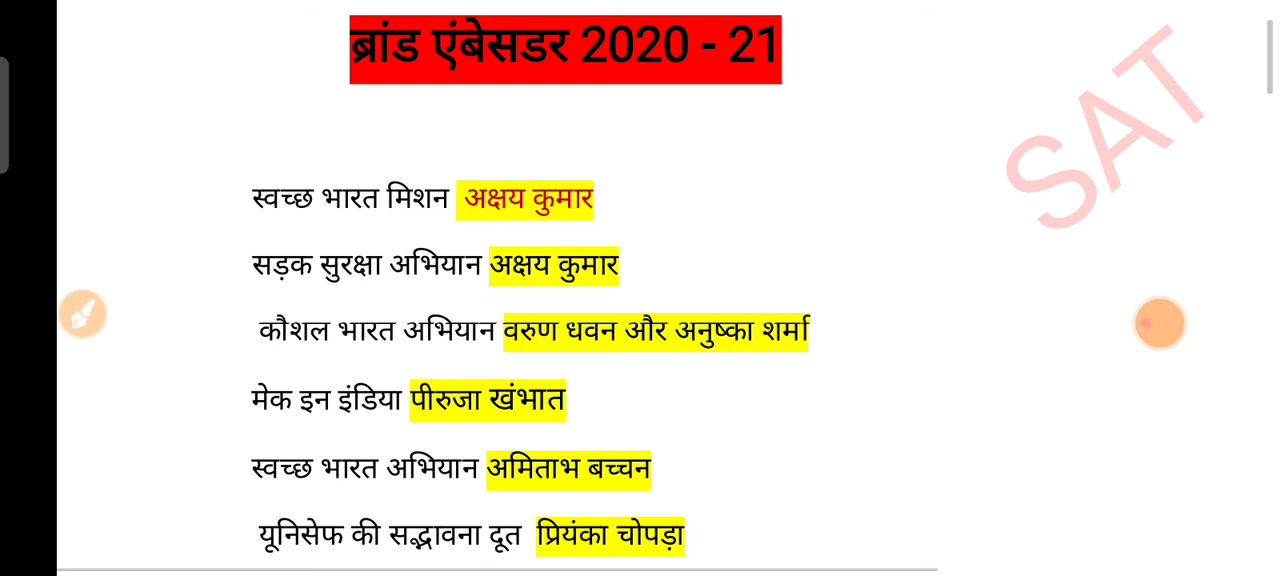 ब्रांड एंबेसडर 2020 - 21
SAT
स्वच्छ भारत मिशन अक्षय कुमार
सड़क सुरक्षा अभियान अक्षय कुमार
कौशल भारत अभियान वरुण धवन और अनुष्का शर्मा
मेक इन इंडिया पीरुजा खंभात
स्वच्छ भारत अभियान अमिताभ बच्चन
यूनिसेफ की सद्भावना दूत प्रियंका चोपड़ा